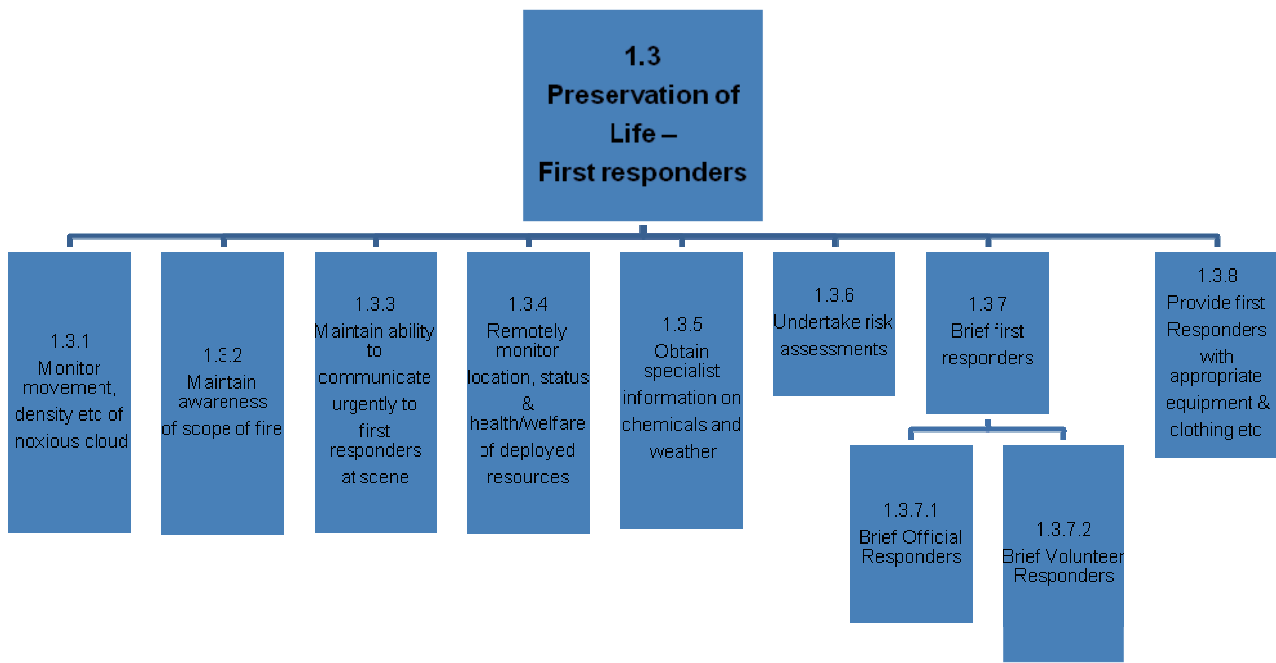 1.3
Preservation of
Life –
First responders
1.3.1
Monitor
movement,
density etc of
noxious cloud
1.3.2
Maintain
awareness
of scope of fire
1.3.3
Maintain ability
to
communicate
urgently to
first
responders
at scene
1.3.4
Remotely
monitor
location, status
&
health/welfare
of deployed
resources
1.3.5
Obtain
specialist
information on
chemicals and
weather
1.3.6
Undertake risk
assessments
1.3.7
Brief first
responders
1.3.7.1
Brief Official
Responders
1.3.7.2
Brief Volunteer
Responders
1.3.8
Provide first
Responders
with
appropriate
equipment &
clothing etc